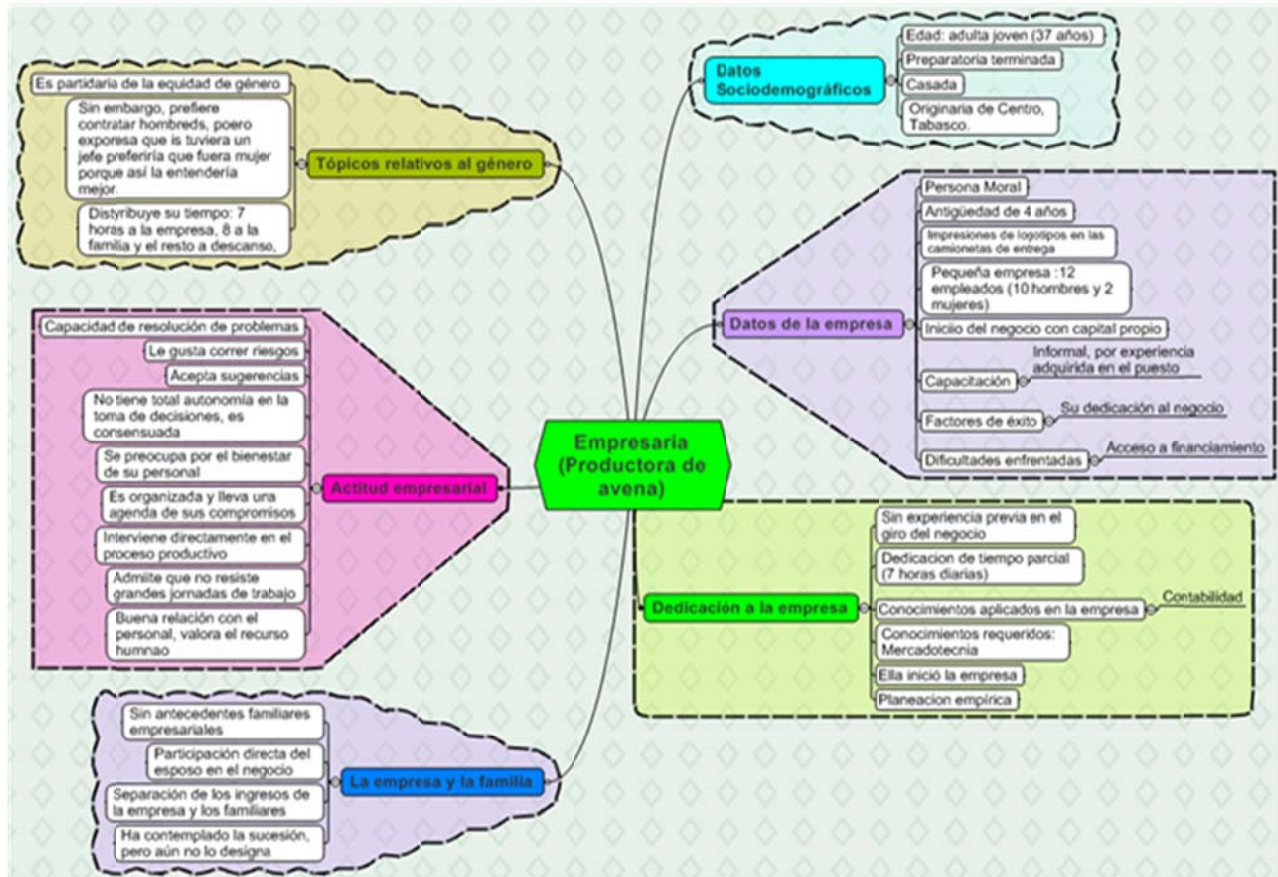 Empresaria
(Productora de
avena)
Datos
Sociodemográficos
Edad: adulta joven (37 años)
Preparatoria terminada
Casada
Originaria de Centro,
Tabasco.
Datos de la empresa
Persona Moral
Antigüedad de 4 años
Impresiones de logotipos en las
camionetas de entrega
Pequeña empresa :12
empleados (10 hombres y 2
mujeres)
Iniciio del negocio con capital propio
Capacitación
Informal, por experiencia
adquirida en el puesto
Factores de éxito
Su dedicación al negocio
Dificultades enfrentadas
Acceso a financiamiento
Dedicación a la empresa
Sin experiencia previa en el
giro del negocio
Dedicacion de tiempo parcial
(7 horas diarias)
Conocimientos aplicados en la empresa
Contabilidad
Conocimientos requeridos:
Mercadotecnia
Ella inició la empresa
Planeacion empírica
Tópicos relativos al género
Es partidaria de la equidad de género
Sin embargo, prefiere
contratar hombreds, poero
exporesa que is tuviera un
jefe preferiría que fuera mujer
porque así la entendería
mejor.
Distyribuye su tiempo: 7
horas a la empresa, 8 a la
familia y el resto a descanso,
Actitud empresarial
Capacidad de resolución de problemas
Le gusta correr riesgos
Acepta sugerencias
No tiene total autonomía en la
toma de decisiones, es
consensuada
Se preocupa por el bienestar
de su personal
Es organizada y lleva una
agenda de sus compromisos
Interviene directamente en el
proceso productivo
Admiite que no resiste
grandes jornadas de trabajo
Buena relación con el
personal, valora el recurso
humnao
La empresa y la familia
Sin antecedentes familiares
empresariales
Participación directa del
esposo en el negocio
Separación de los ingresos de
la empresa y los familiares
Ha contemplado la sucesión,
pero aún no lo designa